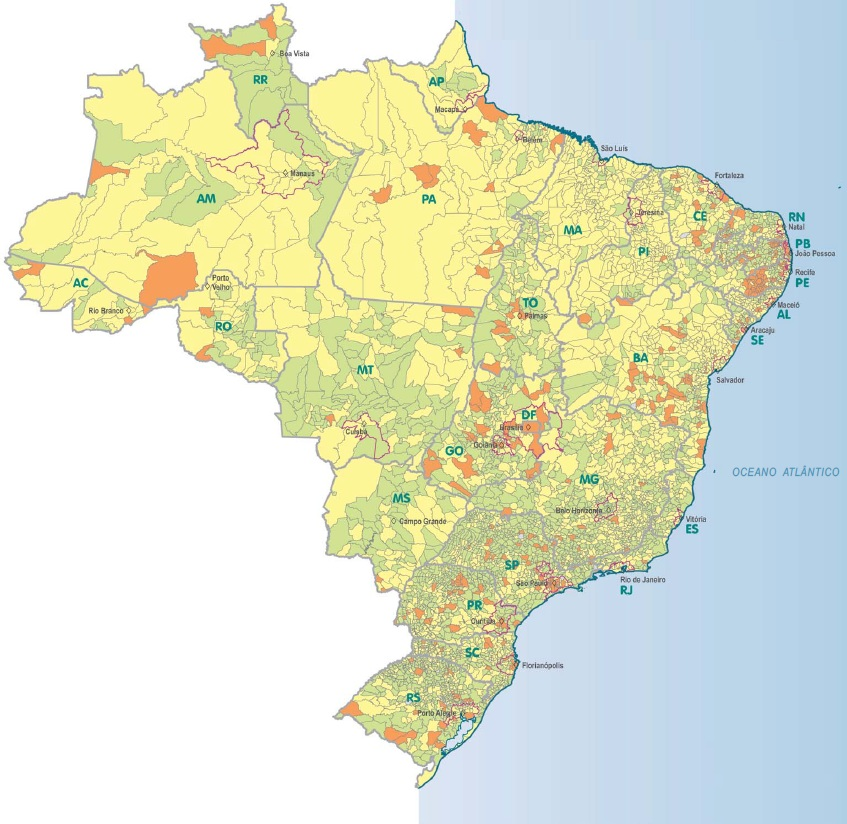 Boa Vista
RR
AP
Macapá
Belém
São Luís
Manaus
Fortaleza
AM
PA
Teresina
CE
RN
Natal
MA
PI
PB
João Pessoa
Recife
PE
AC
Porto
Velho
Rio Branco
RO
TO
Palmas
Maceió
AL
Aracaju
SE
BA
MT
Salvador
DF
Brasília
Cuiabá
Goiânia
GO
OCEANO ATLÂNTICO
MG
MS
Campo Grande
Belo Horizonte
Vitória
ES
SP
São Paulo
Rio de Janeiro
RJ
PR
Curitiba
SC
Florianópolis
RS
Porto Alegre